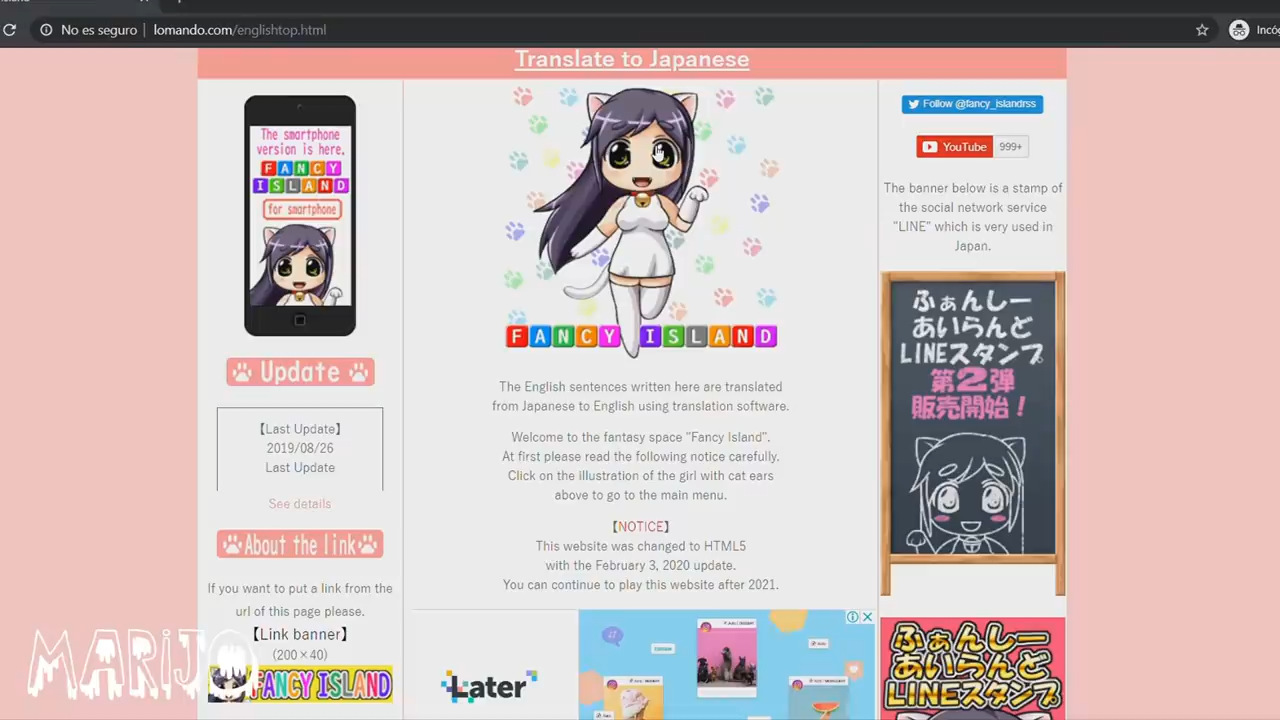 No es seguro
lomando.com/englishtop.html
Translate to Japanese
The smartphone
version is here.
FANCY
ISLAND
for smartphone
Update
【Last Update】
2019/08/26
Last Update
See details
About the link
If you want to put a link from the
url of this page please.
【Link banner】
(200×40)
FANCY ISLAND
MARIJO
FANCY ISLAND
The English sentences written here are translated
from Japanese to English using translation software.
Welcome to the fantasy space "Fancy Island".
At first please read the following notice carefully.
Click on the illustration of the girl with cat ears
above to go to the main menu.
【NOTICE】
This website was changed to HTML5
with the February 3, 2020 update.
You can continue to play this website after 2021.
Later
Follow @fancy_islandrss
YouTube 999+
The banner below is a stamp of
the social network service
"LINE" which is very used in
Japan.
ふぁんしー
あいらんど
LINEスタンプ
第2弾
販売開始！
ふぁんしー
あいらんど
LINEスタンプ